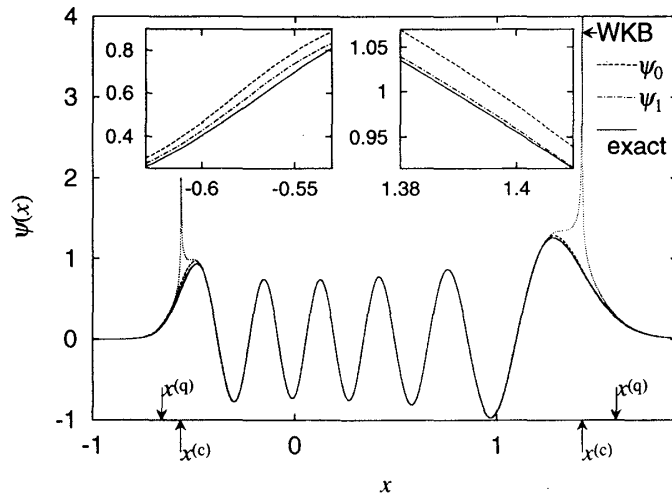 4
3
2
1
0
-1
ψ(x)
0.8
0.6
0.4
-0.6
-0.55
1.05
1
0.95
1.38
1.4
WKB
ψ0
ψ1
exact
x(q)
x(c)
x(q)
x(c)
-1
0
1
x